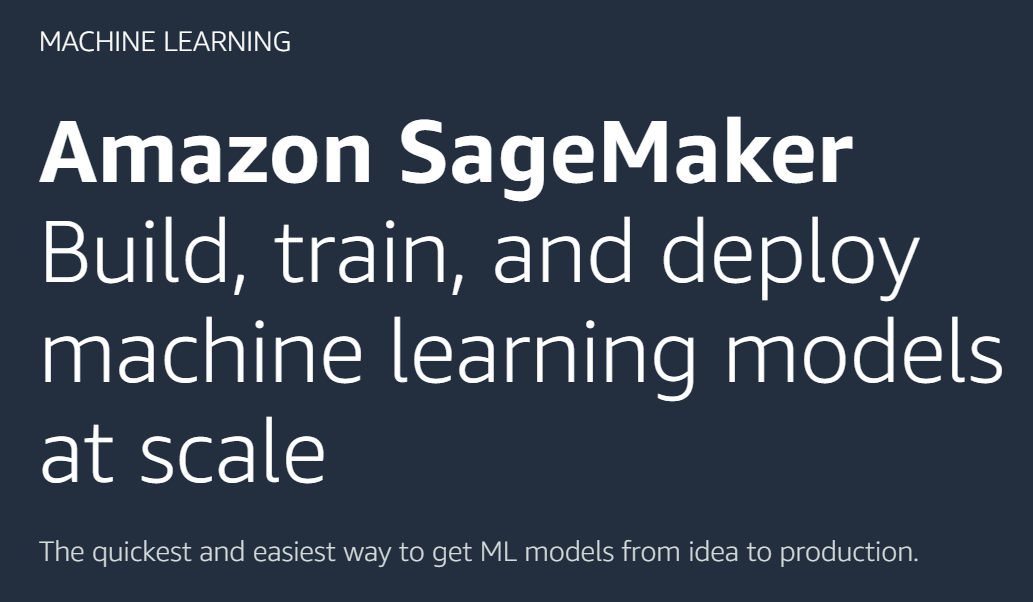 MACHINE LEARNING
Amazon SageMaker
Build, train, and deploy
machine learning models
at scale
The quickest and easiest way to get ML models from idea to production.